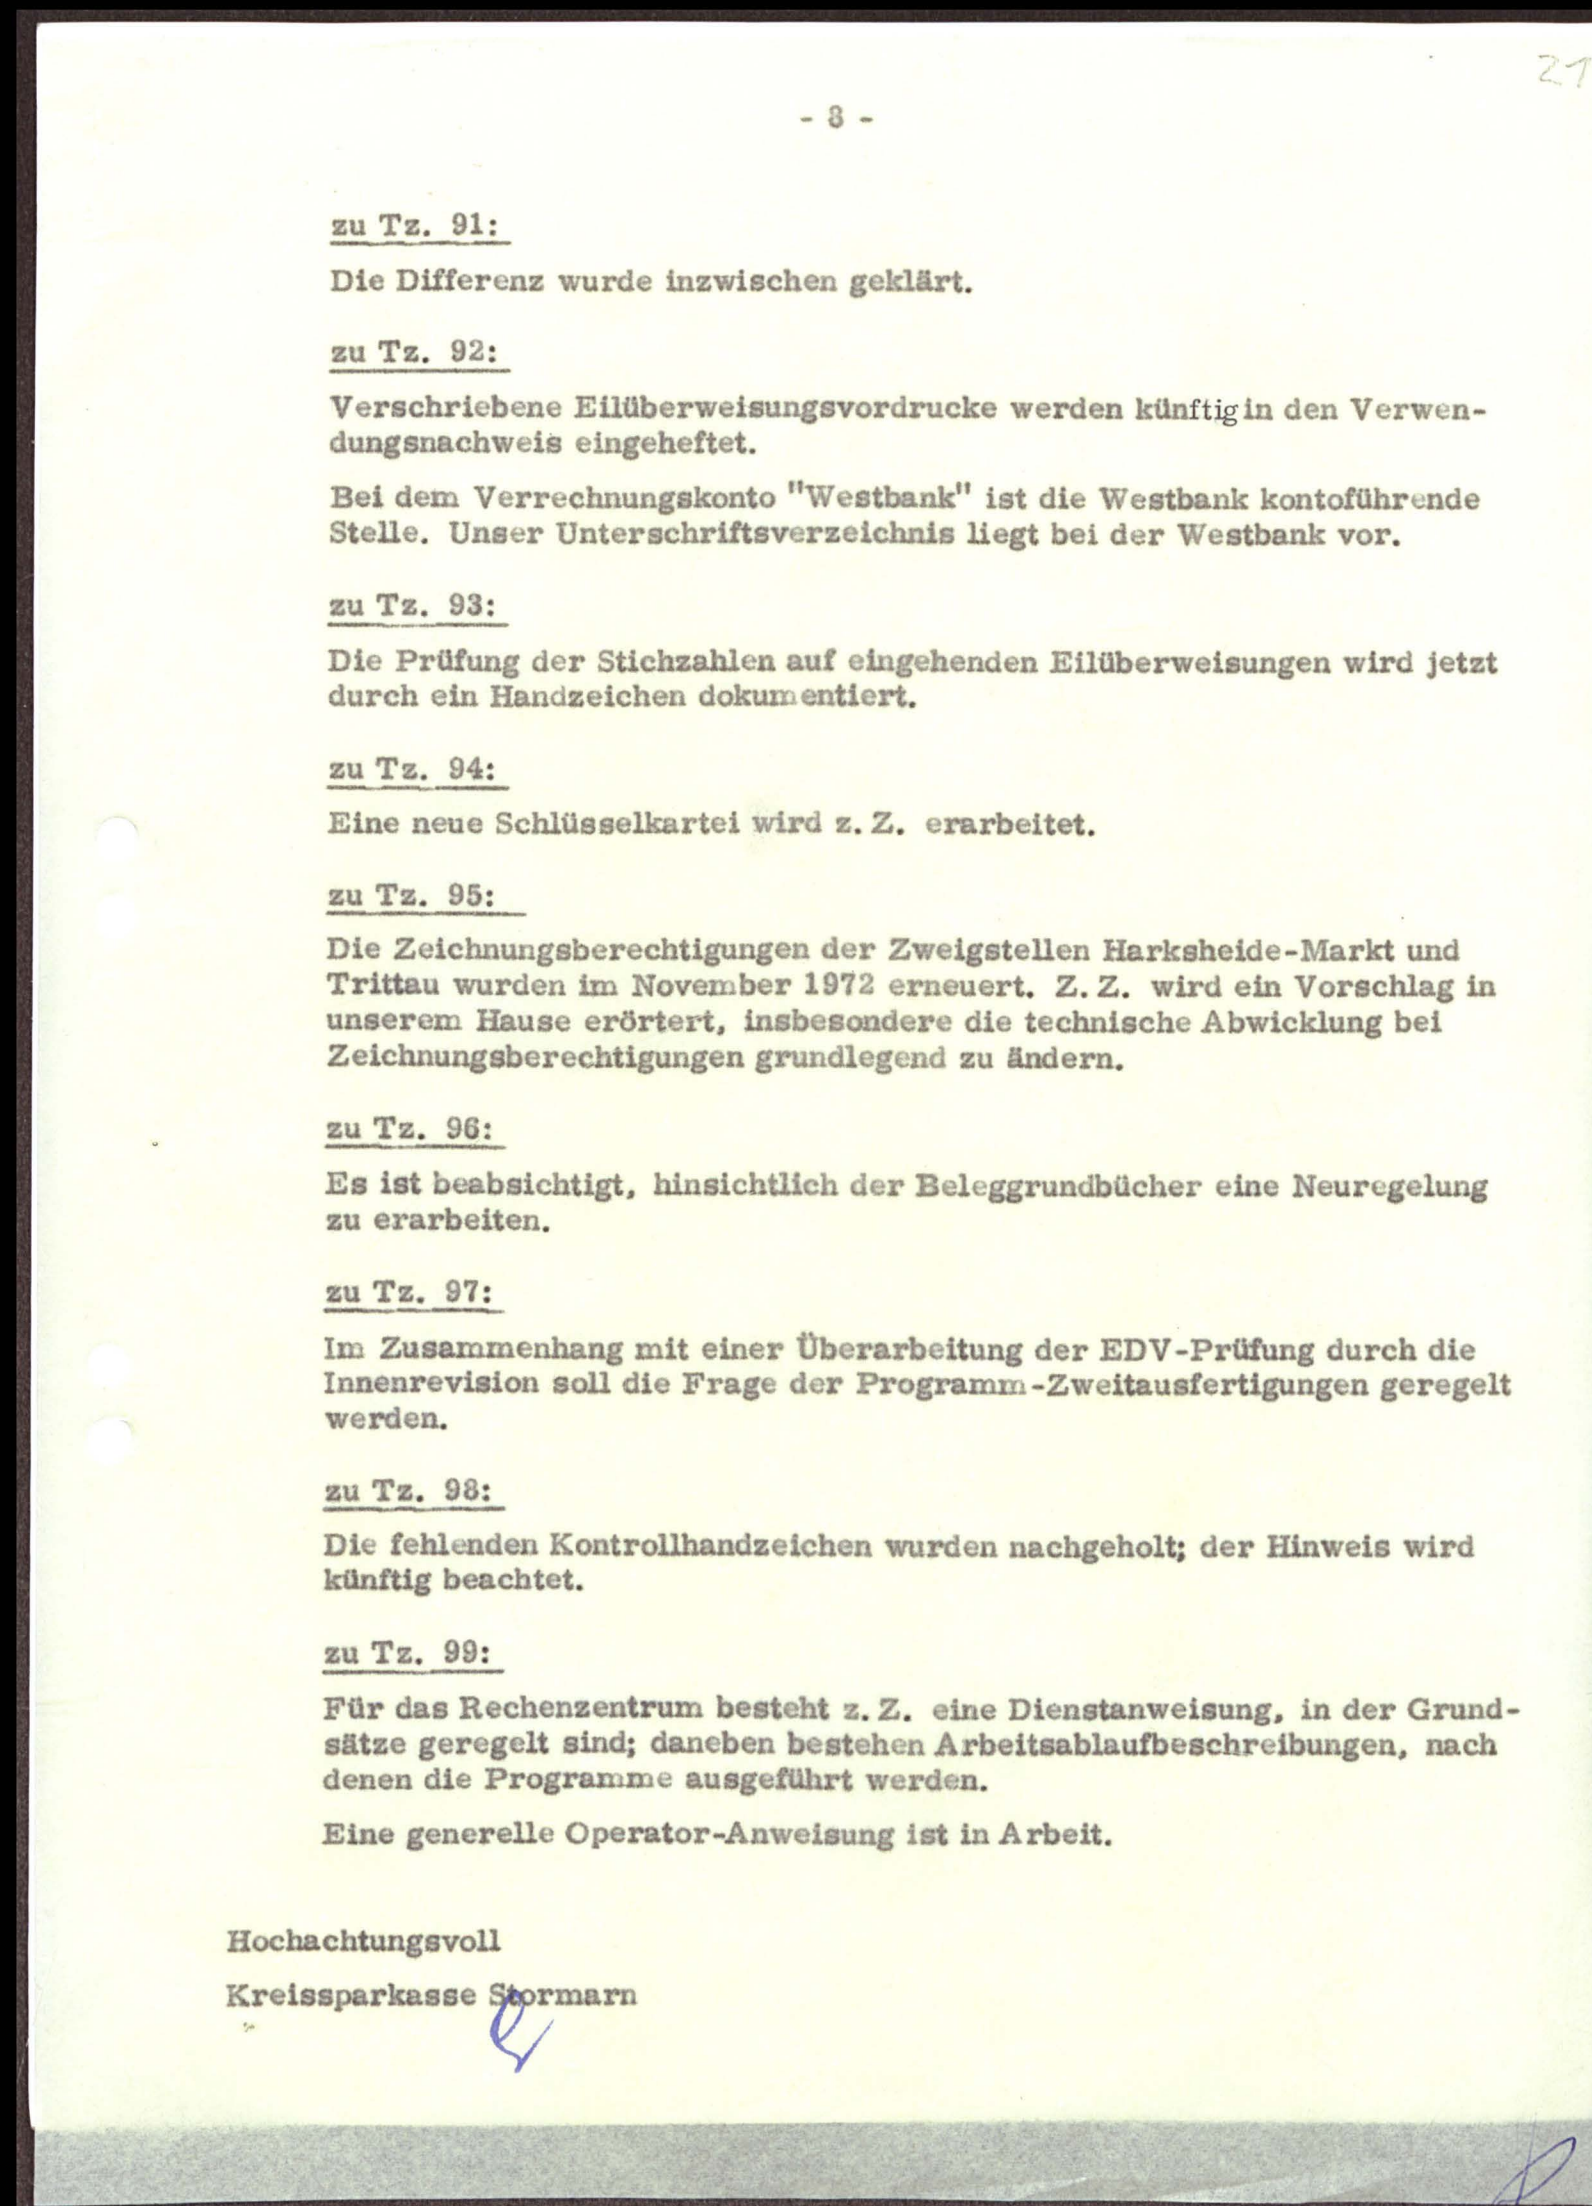 21
- 8 -
zu Tz. 91:
Die Differenz wurde inzwischen geklärt.
zu Tz. 92:
Verschriebene Eilüberweisungsvordrucke werden künftig in den Verwen-
dungsnachweis eingeheftet.
Bei dem Verrechnungskonto "Westbank" ist die Westbank kontoführende
Stelle. Unser Unterschriftsverzeichnis liegt bei der Westbank vor.
zu Tz. 93:
Die Prüfung der Stichzahlen auf eingehenden Eilüberweisungen wird jetzt
durch ein Handzeichen dokumentiert.
zu Tz. 94:
Eine neue Schlüsselkartei wird z. Z. erarbeitet.
zu Tz. 95:
Die Zeichnungsberechtigungen der Zweigstellen Harksheide-Markt und
Trittau wurden im November 1972 erneuert. Z. Z. wird ein Vorschlag in
unserem Hause erörtert, insbesondere die technische Abwicklung bei
Zeichnungsberechtigungen grundlegend zu ändern.
zu Tz. 96:
Es ist beabsichtigt, hinsichtlich der Beleggrundbücher eine Neuregelung
zu erarbeiten.
zu Tz. 97:
Im Zusammenhang mit einer Überarbeitung der EDV-Prüfung durch die
Innenrevision soll die Frage der Programm-Zweitausfertigungen geregelt
werden.
zu Tz. 98:
Die fehlenden Kontrollhandzeichen wurden nachgeholt; der Hinweis wird
künftig beachtet.
zu Tz. 99:
Für das Rechenzentrum besteht z. Z. eine Dienstanweisung, in der Grund-
sätze geregelt sind; daneben bestehen Arbeitsablaufbeschreibungen, nach
denen die Programme ausgeführt werden.
Eine generelle Operator-Anweisung ist in Arbeit.
Hochachtungsvoll
Kreissparkasse Stormarn